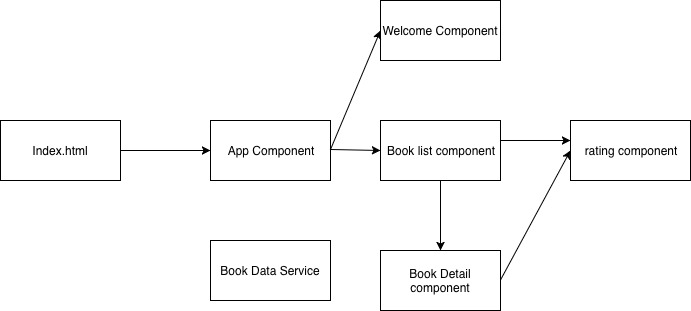 Welcome Component
Index.html
App Component
Book list component
rating component
Book Data Service
Book Detail
component